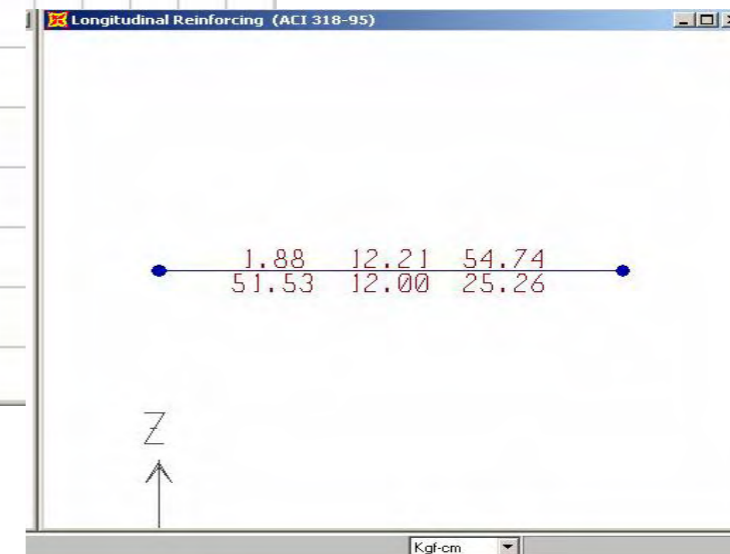 Longitudinal Reinforcing (ACI 318-95)
1.88 12.21 54.74
51.53 12.00 25.26
Z
Kgf-cm